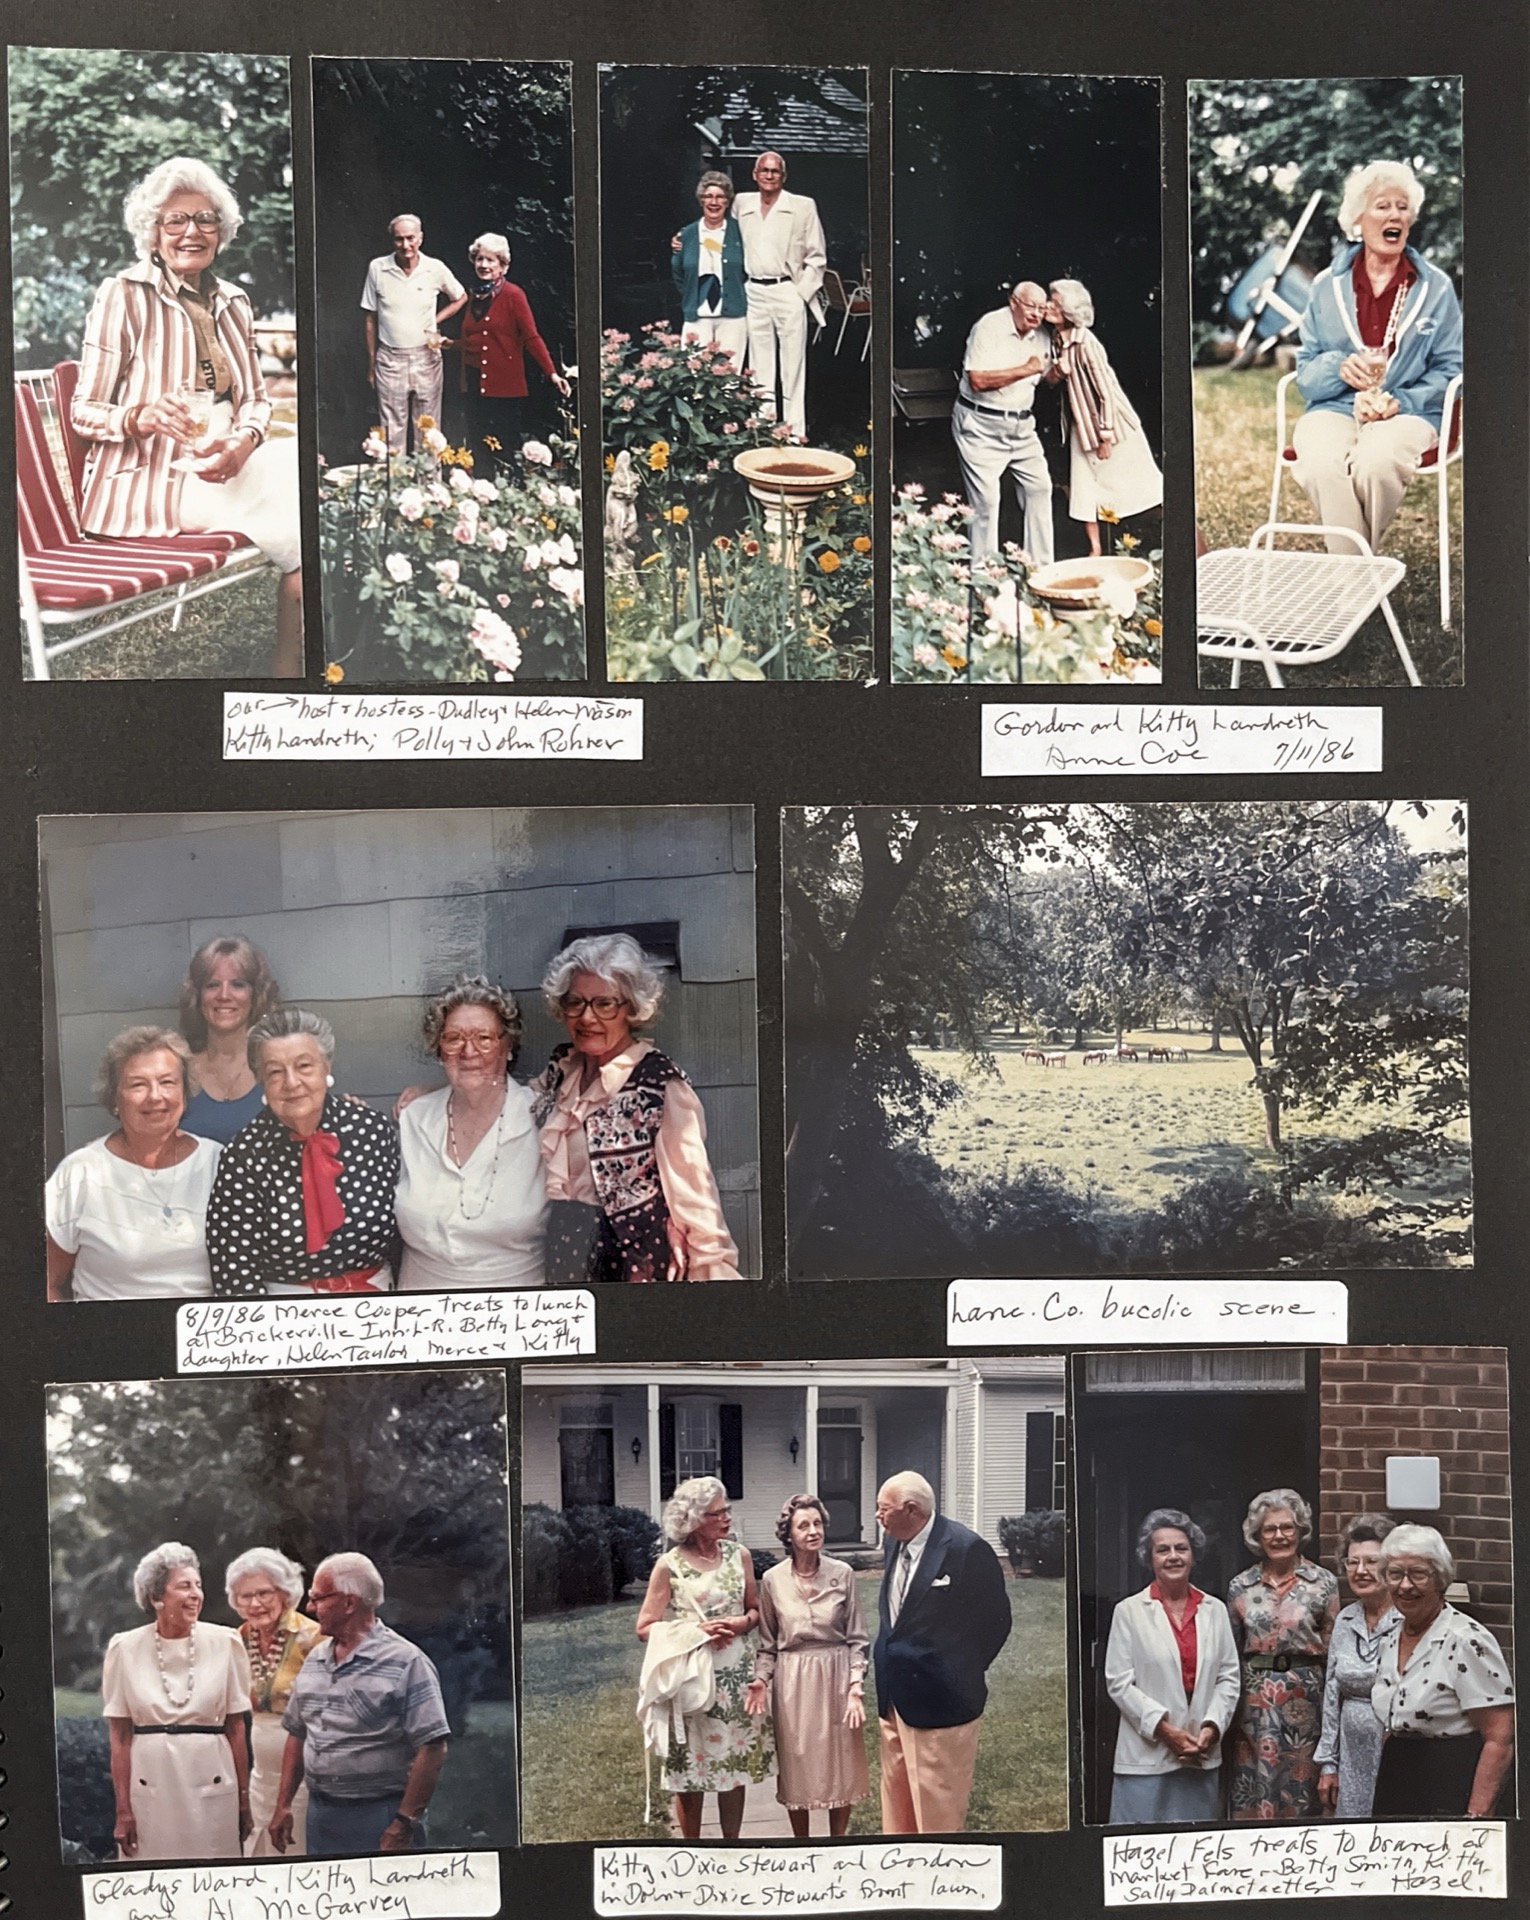 our → host & hostess - Dudley & Helen Mason
Kitty Landreth; Polly & John Rohrer
Gordon and Kitty Landreth
Anne Coe 7/11/86
8/9/86 Merce Cooper treats to lunch
at Brickerville Inn. L-R. Betty Long &
daughter, Helen Taylor, Merce & Kitty
Lanc. Co. bucolic scene.
Gladys Ward, Kitty Landreth
and Al McGarvey
Kitty, Dixie Stewart and Gordon
in Dolm & Dixie Stewart's front lawn.
Hazel Fels treats to brunch at
Market Fare - Betty Smith, Kitty -
Sally Darmstaetter & Hazel.